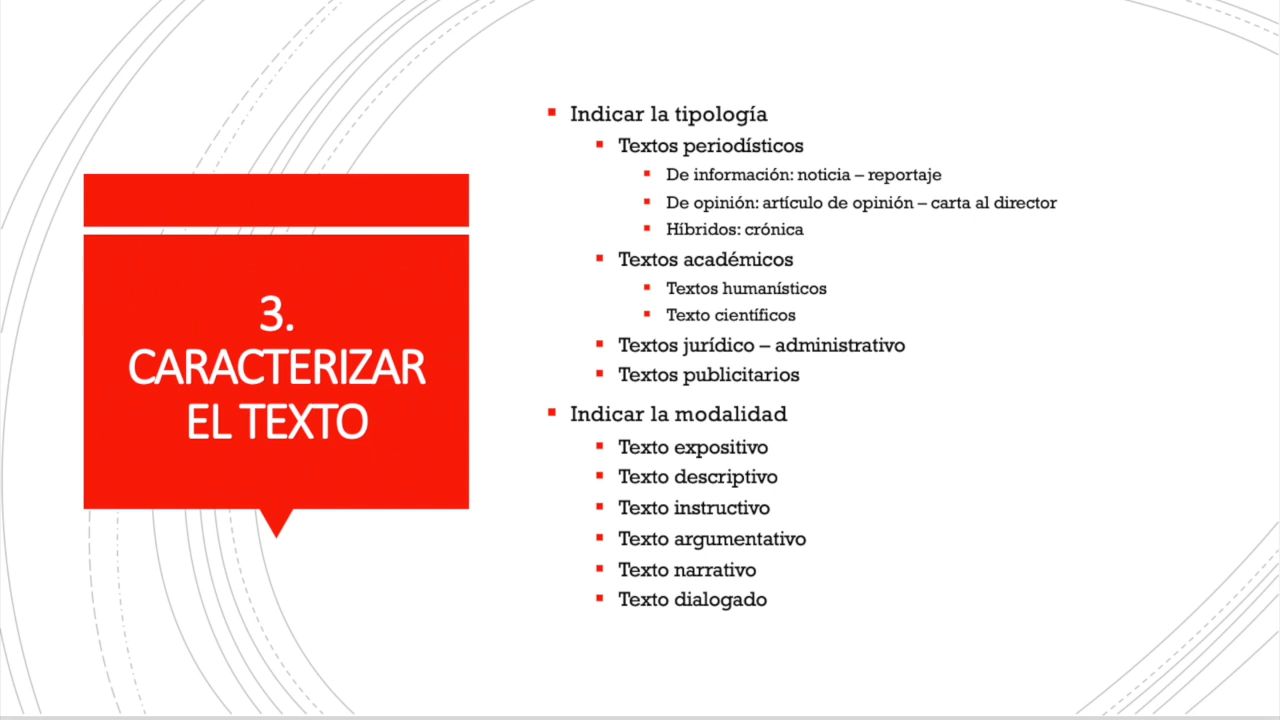 3.
CARACTERIZAR
EL TEXTO
Indicar la tipología
Textos periodísticos
De información: noticia – reportaje
De opinión: artículo de opinión – carta al director
Híbridos: crónica
Textos académicos
Textos humanísticos
Texto científicos
Textos jurídico – administrativo
Textos publicitarios
Indicar la modalidad
Texto expositivo
Texto descriptivo
Texto instructivo
Texto argumentativo
Texto narrativo
Texto dialogado